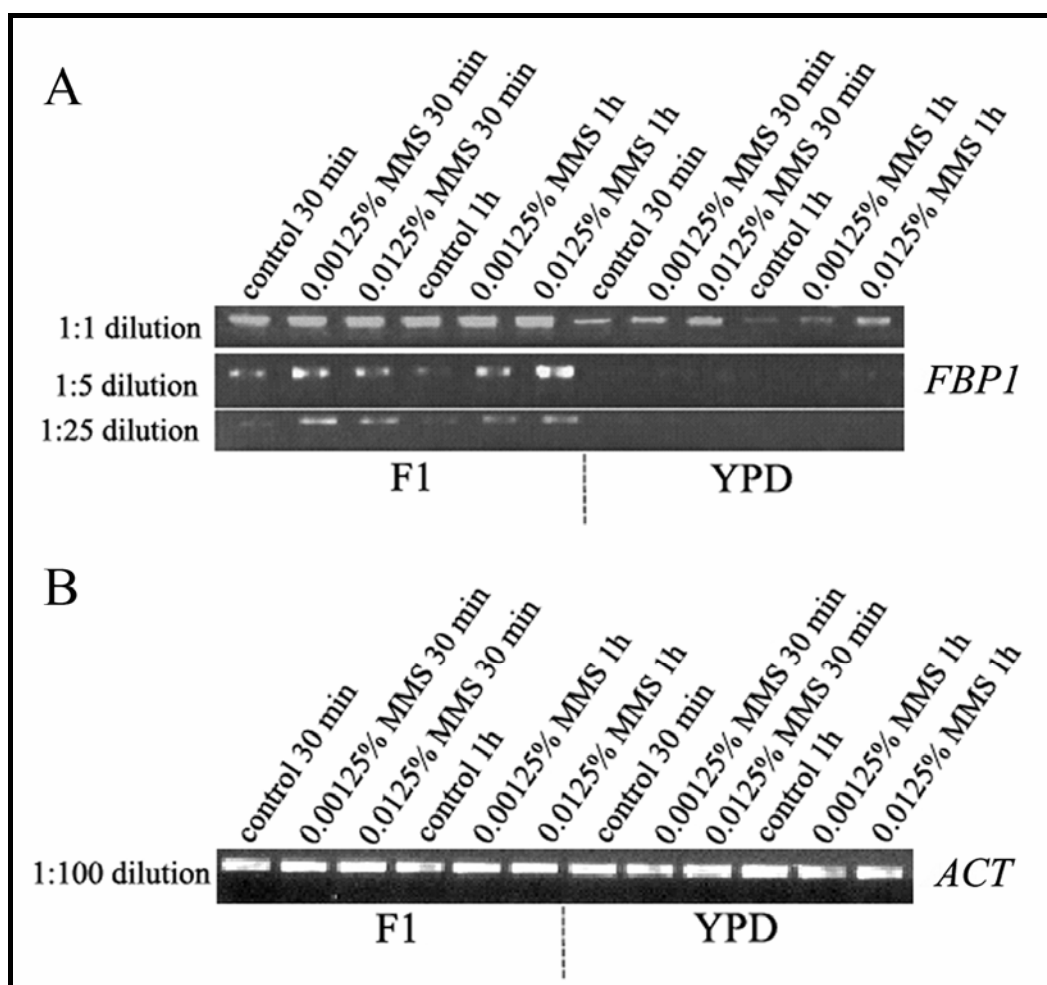 A
control 30 min
0.00125% MMS 30 min
0.0125% MMS 30 min
control 1h
0.00125% MMS 1h
0.0125% MMS 1h
control 30 min
0.00125% MMS 30 min
0.0125% MMS 30 min
control 1h
0.00125% MMS 1h
0.0125% MMS 1h
1:1 dilution
1:5 dilution
FBP1
1:25 dilution
F1
YPD
B
control 30 min
0.00125% MMS 30 min
0.0125% MMS 30 min
control 1h
0.00125% MMS 1h
0.0125% MMS 1h
control 30 min
0.00125% MMS 30 min
0.0125% MMS 30 min
control 1h
0.00125% MMS 1h
0.0125% MMS 1h
1:100 dilution
ACT
F1
YPD